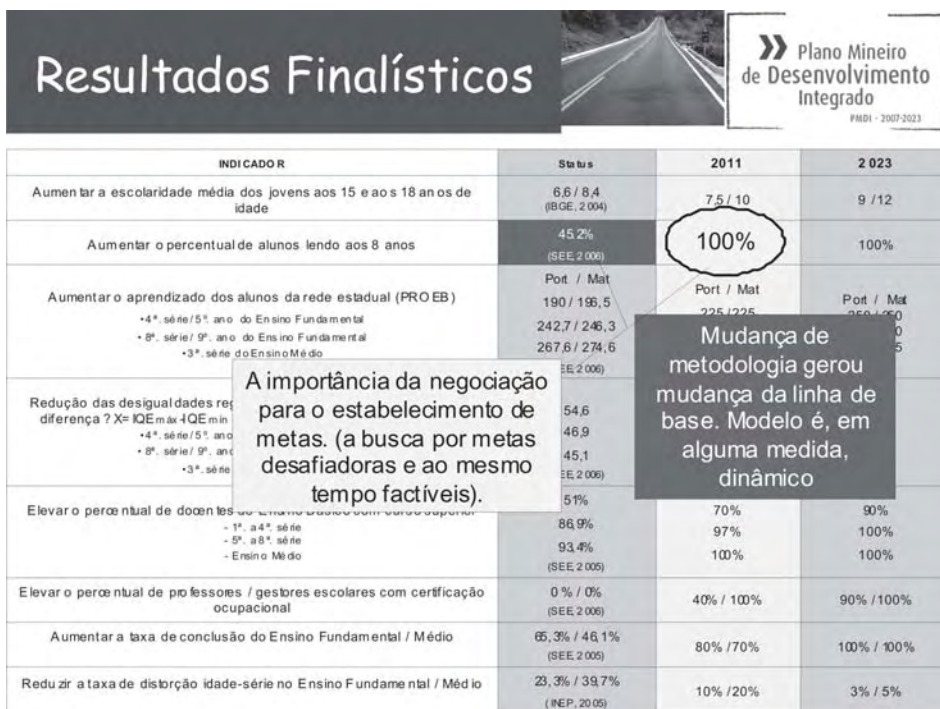 Resultados Finalísticos
Plano Mineiro
de Desenvolvimento
Integrado
PMDI - 2007-2023
INDICADOR Status 2011 2023
Aumentar a escolaridade média dos jovens aos 15 e aos 18 anos de
idade
6,6 / 8,4
(IBGE, 2004)
7,5 / 10
9 / 12
Aumentar o percentual de alunos lendo aos 8 anos
45.2%
(SEE, 2006)
100%
100%
Aumentar o aprendizado dos alunos da rede estadual (PROEB)
•4ª. série/5º. ano do Ensino Fundamental
• 8ª. série/ 9º. ano do Ensino Fundamental
•3ª. série do Ensino Médio
Port / Mat
190 / 196,5
242,7 / 246,3
267,6 / 274,6
2006)
Port / Mat
225 / 225
Port / Mat
Mudança de
metodologia gerou
mudança da linha de
base. Modelo é, em
alguma medida,
dinâmico
A importância da negociação
para o estabelecimento de
metas. (a busca por metas
desafiadoras e ao mesmo
tempo factíveis).
Redução das desigualdades
diferença ? X=
•4ª. série/5º. ano
• 8ª. série/ 9º. ano
•3ª. série
54,6
46,9
45,1
2006)
Elevar o percentual de docentes do Ensino Básico com curso superior
- 1ª. a 4ª. série
- 5ª. a 8ª. série
- Ensino Médio
51%
86,9%
93,4%
(SEE, 2005)
70%
97%
100%
90%
100%
100%
Elevar o percentual de professores / gestores escolares com certificação
ocupacional
0% / 0%
(SEE, 2006)
40% / 100%
90% / 100%
Aumentar a taxa de conclusão do Ensino Fundamental / Médio
65,3% / 46,1%
(SEE, 2005)
80% / 70%
100% / 100%
Reduzir a taxa de distorção idade-série no Ensino Fundamental / Médio
23,3% / 39,7%
(INEP, 2005)
10% / 20%
3% / 5%